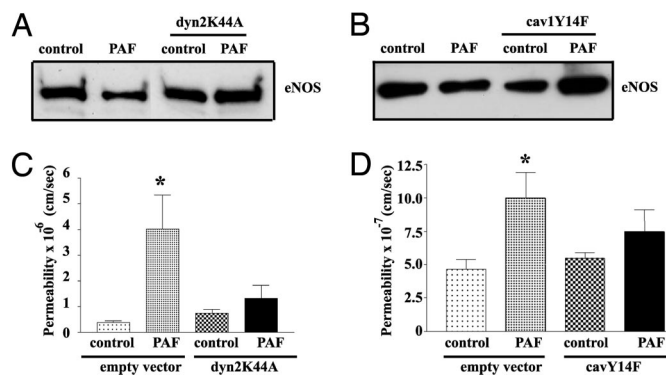 A
dyn2K44A
control PAF control PAF
eNOS
B
cav1Y14F
control PAF control PAF
eNOS
C
Permeability x 10^-6 (cm/sec)
6
5
4
3
2
1
0
*
control PAF control PAF
empty vector dyn2K44A
D
Permeability x 10^-7 (cm/sec)
12.5
10.0
7.5
5.0
2.5
0
*
control PAF control PAF
empty vector cavY14F